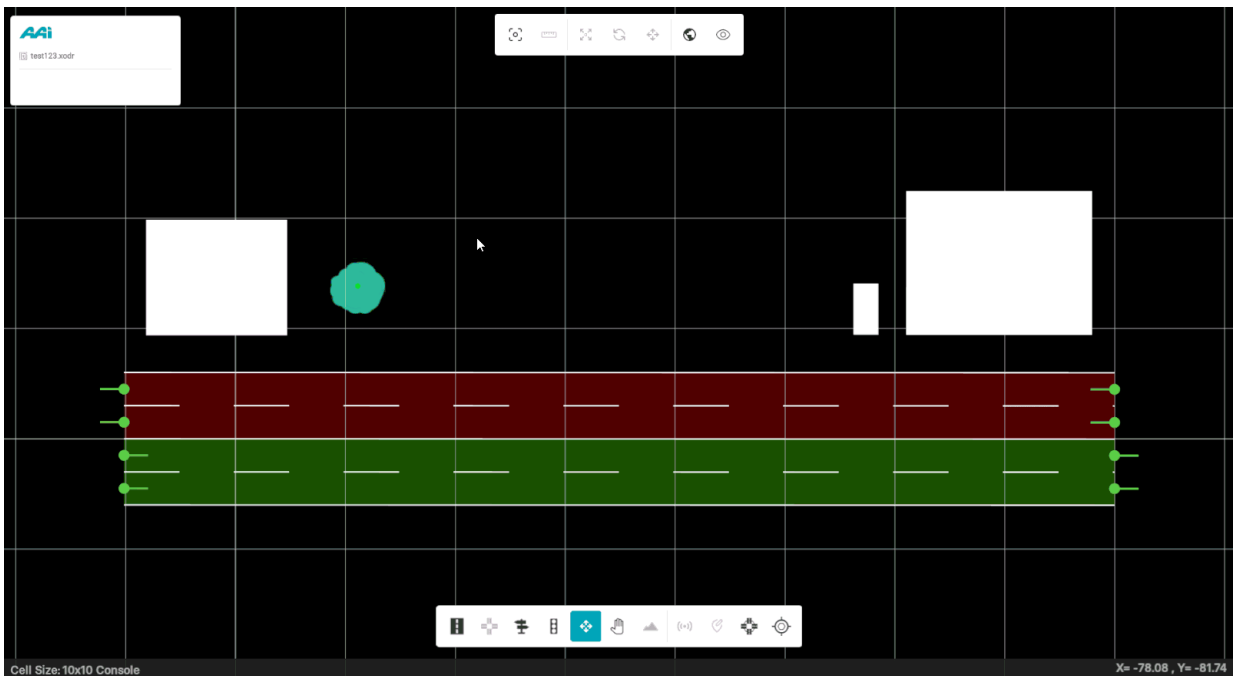 AAi
test123.xodr
Cell Size: 10x10 Console
X= -78.08 , Y= -81.74